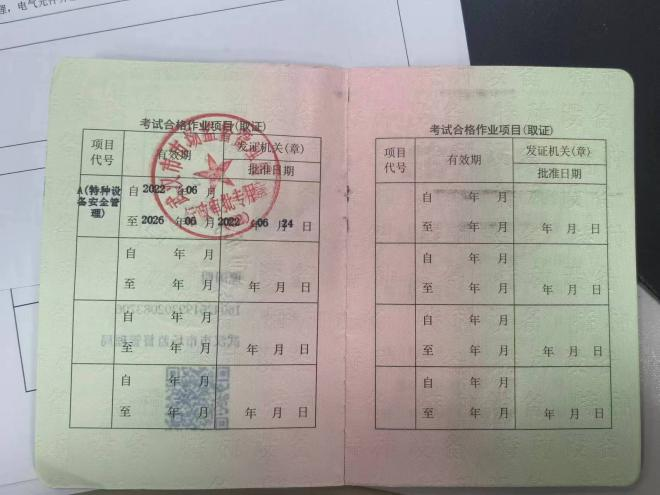 考试合格作业项目(取证)
项目
代号
有效期
发证机关(章)
批准日期
A(特种设
备安全管
理)
自 2022 年 06 月
至 2026 年 05 月
2022 年 06 月 24 日
自 年 月
至 年 月
年 月 日
自 年 月
至 年 月
年 月 日
自 年 月
至 年 月
年 月 日
考试合格作业项目(取证)
项目
代号
有效期
发证机关(章)
批准日期
自 年 月
至 年 月
年 月 日
自 年 月
至 年 月
年 月 日
自 年 月
至 年 月
年 月 日
自 年 月
至 年 月
年 月 日